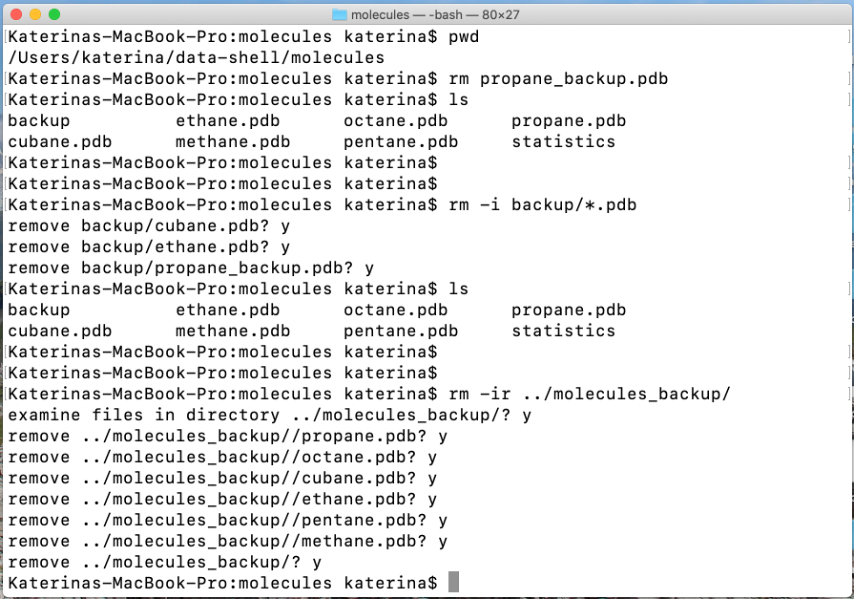 molecules — -bash — 80×27
Katerinas-MacBook-Pro:molecules katerina$ pwd
/Users/katerina/data-shell/molecules
Katerinas-MacBook-Pro:molecules katerina$ rm propane_backup.pdb
Katerinas-MacBook-Pro:molecules katerina$ ls
backup          ethane.pdb      octane.pdb      propane.pdb
cubane.pdb      methane.pdb     pentane.pdb     statistics
Katerinas-MacBook-Pro:molecules katerina$
Katerinas-MacBook-Pro:molecules katerina$
Katerinas-MacBook-Pro:molecules katerina$ rm -i backup/*.pdb
remove backup/cubane.pdb? y
remove backup/ethane.pdb? y
remove backup/propane_backup.pdb? y
Katerinas-MacBook-Pro:molecules katerina$ ls
backup          ethane.pdb      octane.pdb      propane.pdb
cubane.pdb      methane.pdb     pentane.pdb     statistics
Katerinas-MacBook-Pro:molecules katerina$
Katerinas-MacBook-Pro:molecules katerina$
Katerinas-MacBook-Pro:molecules katerina$ rm -ir ../molecules_backup/
examine files in directory ../molecules_backup/? y
remove ../molecules_backup//propane.pdb? y
remove ../molecules_backup//octane.pdb? y
remove ../molecules_backup//cubane.pdb? y
remove ../molecules_backup//ethane.pdb? y
remove ../molecules_backup//pentane.pdb? y
remove ../molecules_backup//methane.pdb? y
remove ../molecules_backup/? y
Katerinas-MacBook-Pro:molecules katerina$